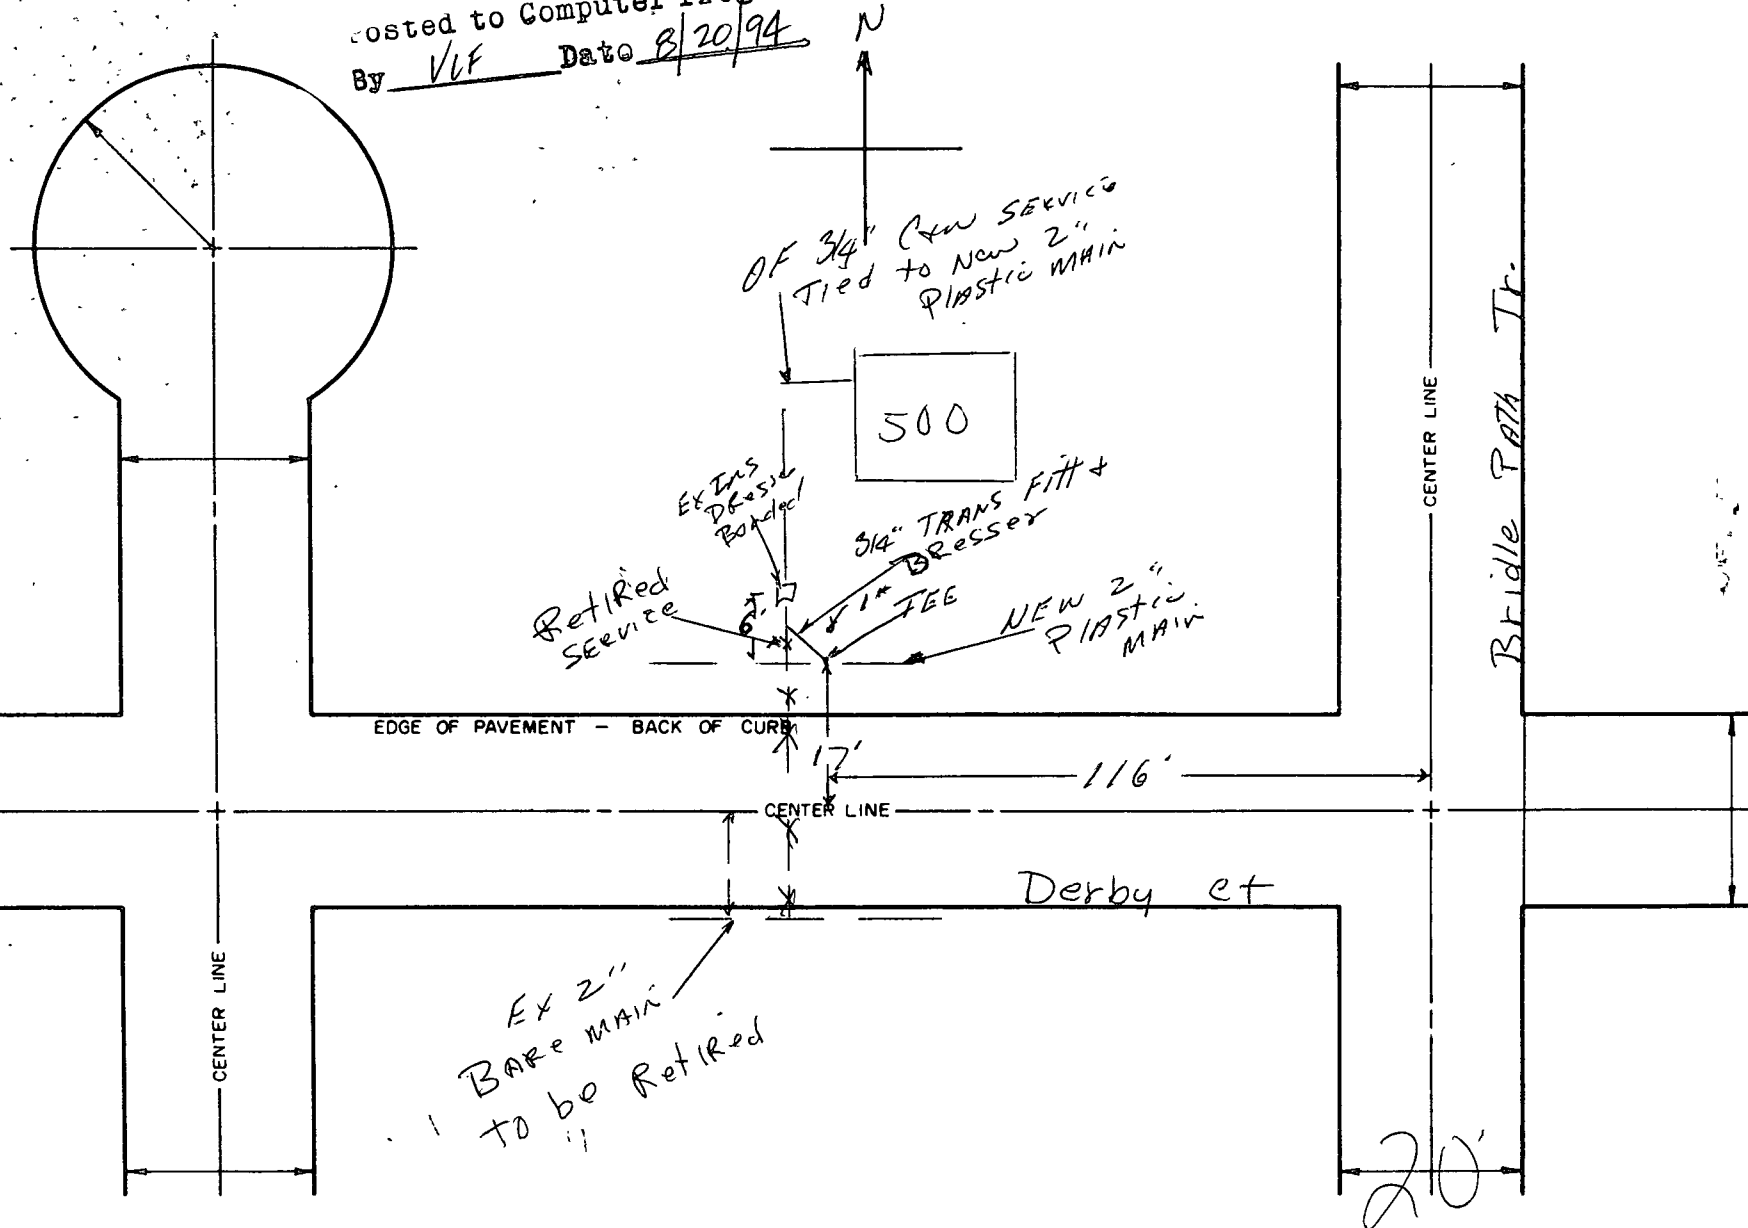 Posted to Computer
By VLF Date 8/20/94
N
OF 3/4" C&W SERVICE
Tied to New 2"
Plastic MAIN
500
Ex INS
Dresser
Bonded
3/4" TRANS Fitt &
DResser
Retired
SERVice
6'
1"
TEE
NEW 2"
PlAStic
MAIN
CENTER LINE
Bridle PATH Tr.
EDGE OF PAVEMENT - BACK OF CURB
17'
116'
CENTER LINE
Derby ct
CENTER LINE
Ex 2"
BARe MAIN
to be Retired
20'